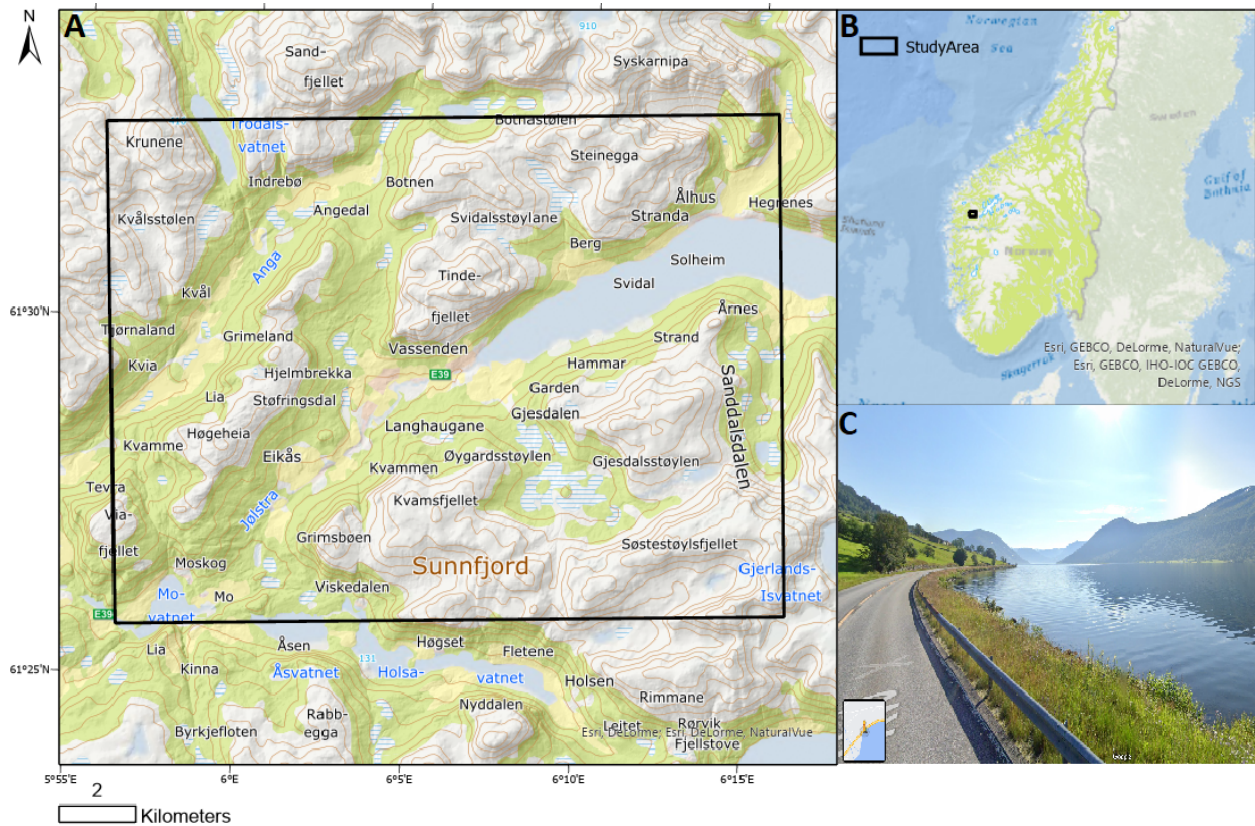 A
N
910
Sand-
fjellet
Syskarnipa
Trodals-
vatnet
Botnastølen
Krunene
Steinegga
Indrebø
Botnen
Ålhus
Hegrenes
Kvålsstølen
Angedal
Svidalsstøylane
Stranda
Berg
Anga
Solheim
Tinde-
fjellet
Svidal
Kvål
61°30'N
Tjørnaland
Grimeland
Årnes
Strand
Vassenden
Kvia
Hammar
Hjelmbrekka
E39
Garden
Lia
Støfringsdal
Gjesdalen
Sanddalsdalen
Høgeheia
Langhaugane
Kvamme
Eikås
Øygardsstøylen
Kvammen
Gjesdalsstøylen
Tevra
Kvamsfjellet
Jølstra
Via-
fjellet
Grimsbøen
Søstestøylsfjellet
Moskog
Sunnfjord
Gjerlands-
Isvatnet
Viskedalen
Mo-
vatnet
Mo
E39
Lia
Åsen
131
Høgset
Fletene
61°25'N
Kinna
Åsvatnet
Holsa-
vatnet
Holsen
Rimmane
Nyddalen
Rabb-
egga
Byrkjefloten
Leitet
Rørvik
Fjellstove
Esri, DeLorme; Esri, DeLorme, NaturalVue
5°55'E
6°E
6°5'E
6°10'E
6°15'E
2
Kilometers
B
StudyArea
Norwegian
Sea
Sweden
Gulf of
Bothnia
Shetland
Islands
Norway
Skagerrak
Esri, GEBCO, DeLorme, NaturalVue;
Esri, GEBCO, IHO-IOC GEBCO,
DeLorme, NGS
C
Google